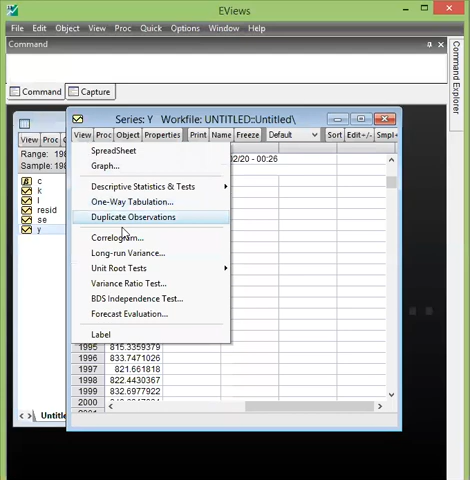 EViews
File Edit Object View Proc Quick Options Window Help
Command
Command Capture
Command Explorer
Series: Y Workfile: UNTITLED::Untitled\
View Proc Object Properties Print Name Freeze Default Sort Edit+/- Smpl+
View Proc
Range: 198
Sample: 198
02/20 - 00:26
c
k
l
resid
se
y
SpreadSheet
Graph...
Descriptive Statistics & Tests
One-Way Tabulation...
Duplicate Observations
Correlogram...
Long-run Variance...
Unit Root Tests
Variance Ratio Test...
BDS Independence Test...
Forecast Evaluation...
Label
1995 815.3359379
1996 833.7471026
1997 821.661818
1998 822.4430367
1999 832.6977922
2000
Untitle